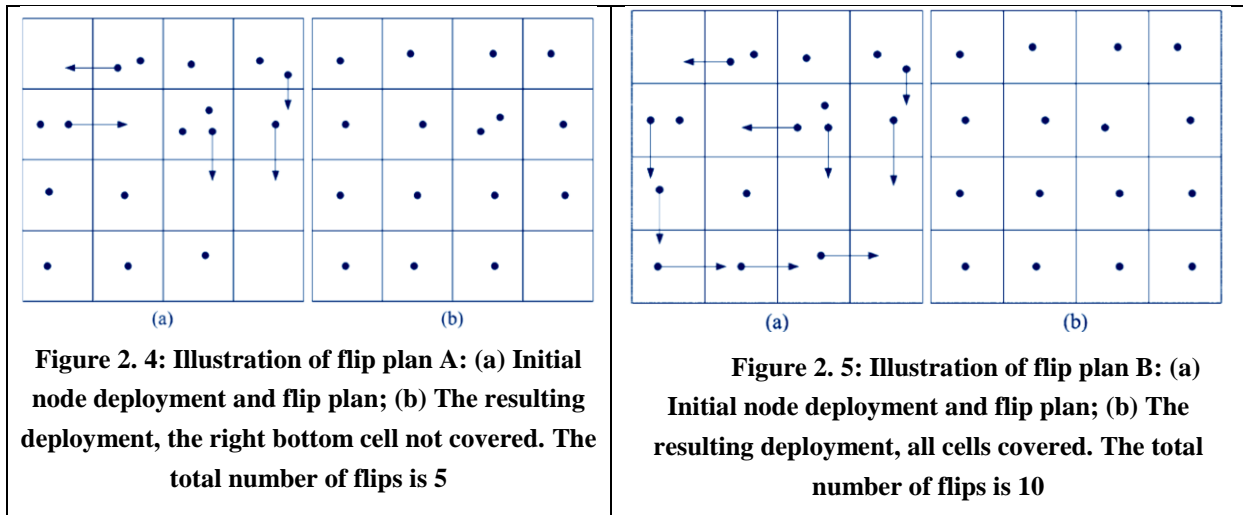 (a)
(b)
Figure 2. 4: Illustration of flip plan A: (a) Initial
node deployment and flip plan; (b) The resulting
deployment, the right bottom cell not covered. The
total number of flips is 5
(a)
(b)
Figure 2. 5: Illustration of flip plan B: (a)
Initial node deployment and flip plan; (b) The
resulting deployment, all cells covered. The total
number of flips is 10